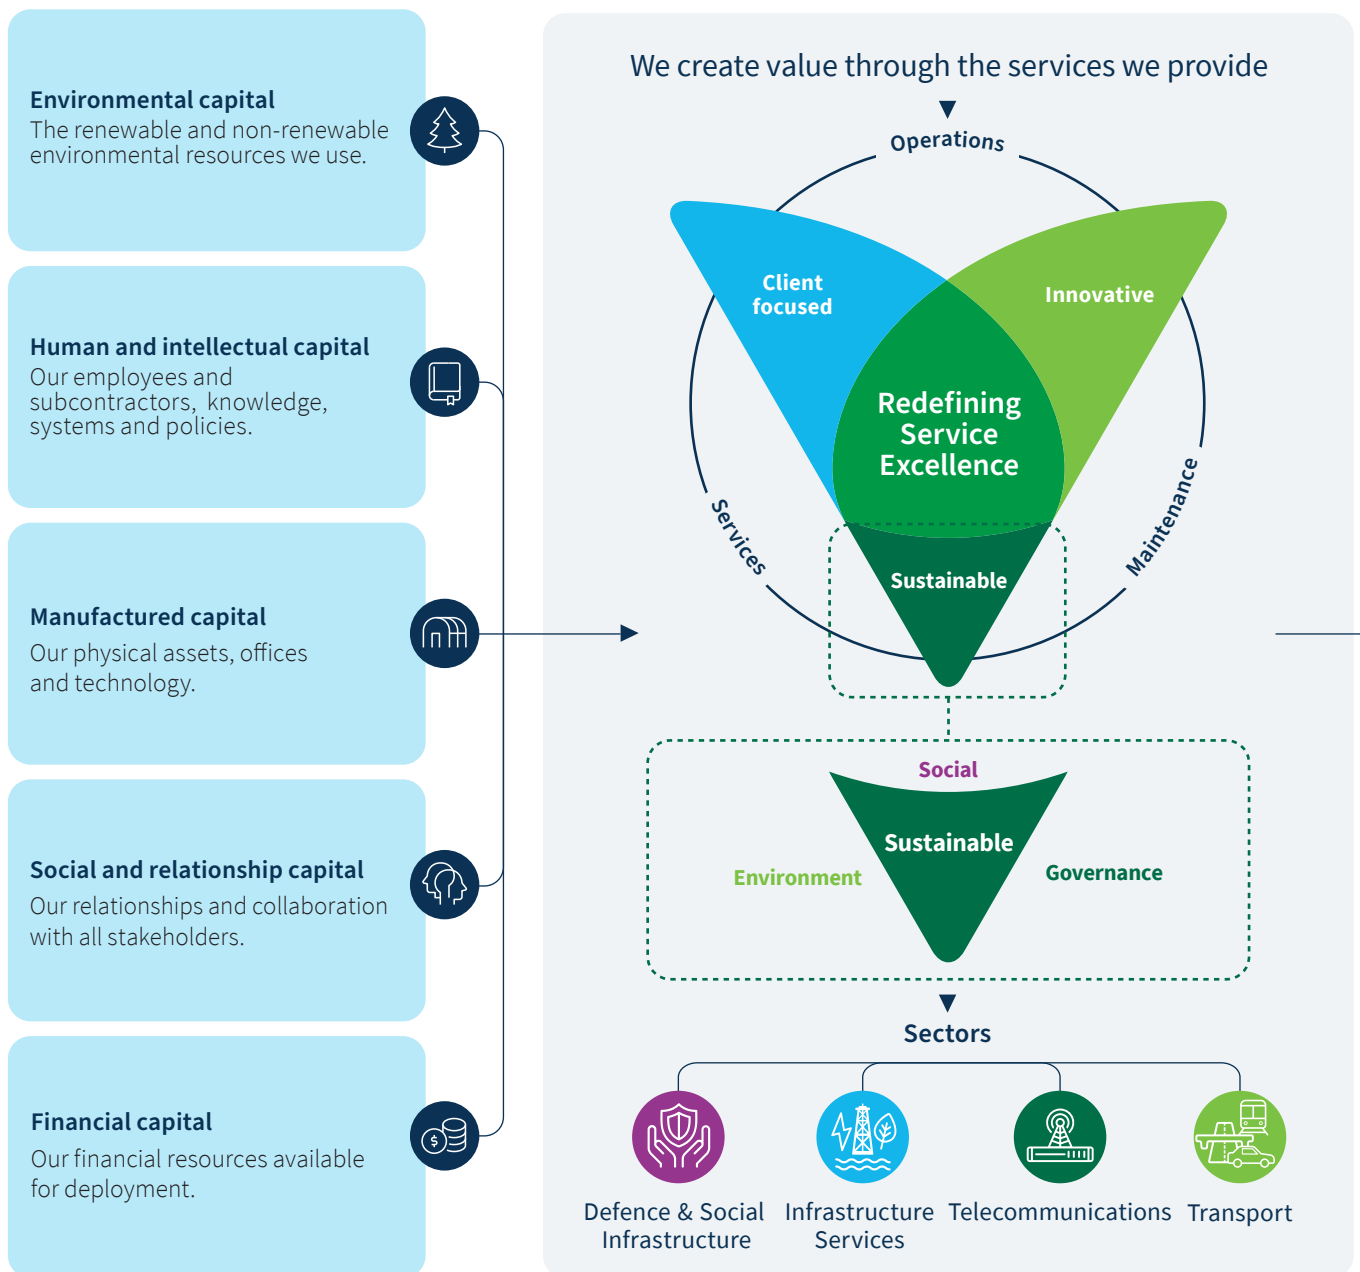 Environmental capital
The renewable and non-renewable
environmental resources we use.
Human and intellectual capital
Our employees and
subcontractors, knowledge,
systems and policies.
Manufactured capital
Our physical assets, offices
and technology.
Social and relationship capital
Our relationships and collaboration
with all stakeholders.
Financial capital
Our financial resources available
for deployment.
We create value through the services we provide
Operations
Client
focused
Innovative
Redefining
Service
Excellence
Services
Maintenance
Sustainable
Social
Sustainable
Environment
Governance
Sectors
Defence & Social
Infrastructure
Infrastructure
Services
Telecommunications
Transport